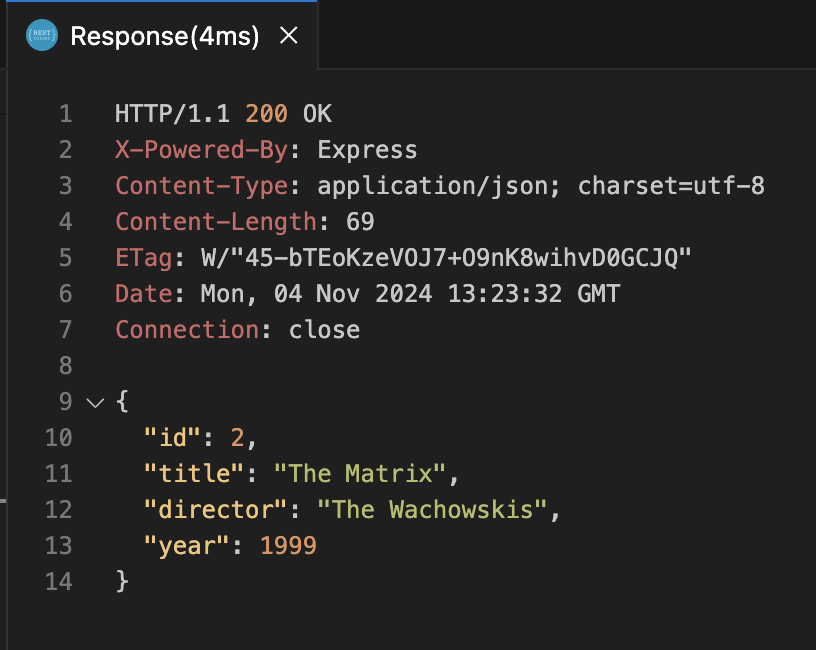 {REST}
Client
Response(4ms)
1 HTTP/1.1 200 OK
2 X-Powered-By: Express
3 Content-Type: application/json; charset=utf-8
4 Content-Length: 69
5 ETag: W/"45-bTEoKzeVOJ7+O9nK8wihvD0GCJQ"
6 Date: Mon, 04 Nov 2024 13:23:32 GMT
7 Connection: close
8
9 {
10 "id": 2,
11 "title": "The Matrix",
12 "director": "The Wachowskis",
13 "year": 1999
14 }